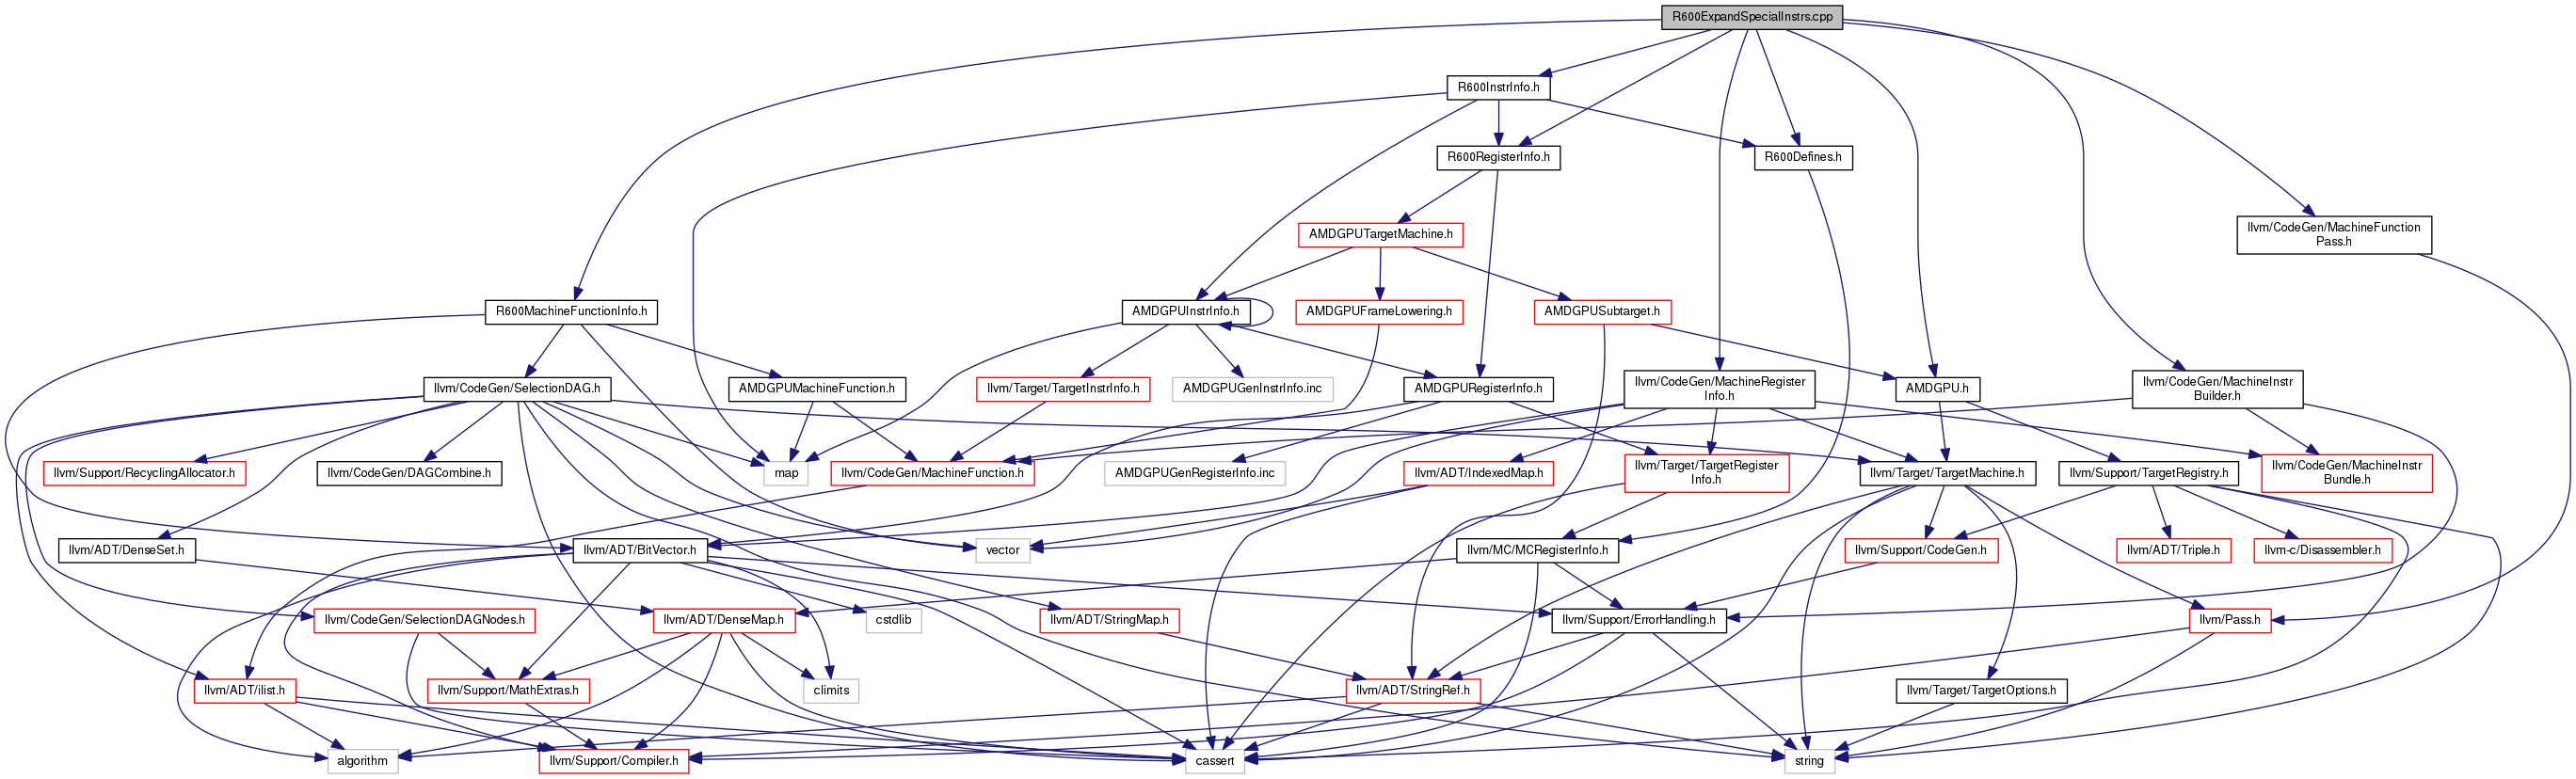 R600ExpandSpecialInstrs.cpp
R600InstrInfo.h
R600RegisterInfo.h
R600Defines.h
AMDGPUTargetMachine.h
llvm/CodeGen/MachineFunction
Pass.h
R600MachineFunctionInfo.h
AMDGPUInstrInfo.h
AMDGPUFrameLowering.h
AMDGPUSubtarget.h
llvm/CodeGen/SelectionDAG.h
AMDGPUMachineFunction.h
llvm/Target/TargetInstrInfo.h
AMDGPUGenInstrInfo.inc
AMDGPURegisterInfo.h
llvm/CodeGen/MachineRegister
Info.h
AMDGPU.h
llvm/CodeGen/MachineInstr
Builder.h
llvm/Support/RecyclingAllocator.h
llvm/CodeGen/DAGCombine.h
map
llvm/CodeGen/MachineFunction.h
AMDGPUGenRegisterInfo.inc
llvm/ADT/IndexedMap.h
llvm/Target/TargetRegister
Info.h
llvm/Target/TargetMachine.h
llvm/Support/TargetRegistry.h
llvm/CodeGen/MachineInstr
Bundle.h
llvm/ADT/DenseSet.h
llvm/ADT/BitVector.h
vector
llvm/MC/MCRegisterInfo.h
llvm/Support/CodeGen.h
llvm/ADT/Triple.h
llvm-c/Disassembler.h
llvm/CodeGen/SelectionDAGNodes.h
llvm/ADT/DenseMap.h
cstdlib
llvm/ADT/StringMap.h
llvm/Support/ErrorHandling.h
llvm/Pass.h
llvm/ADT/ilist.h
llvm/Support/MathExtras.h
climits
llvm/ADT/StringRef.h
llvm/Target/TargetOptions.h
algorithm
llvm/Support/Compiler.h
cassert
string